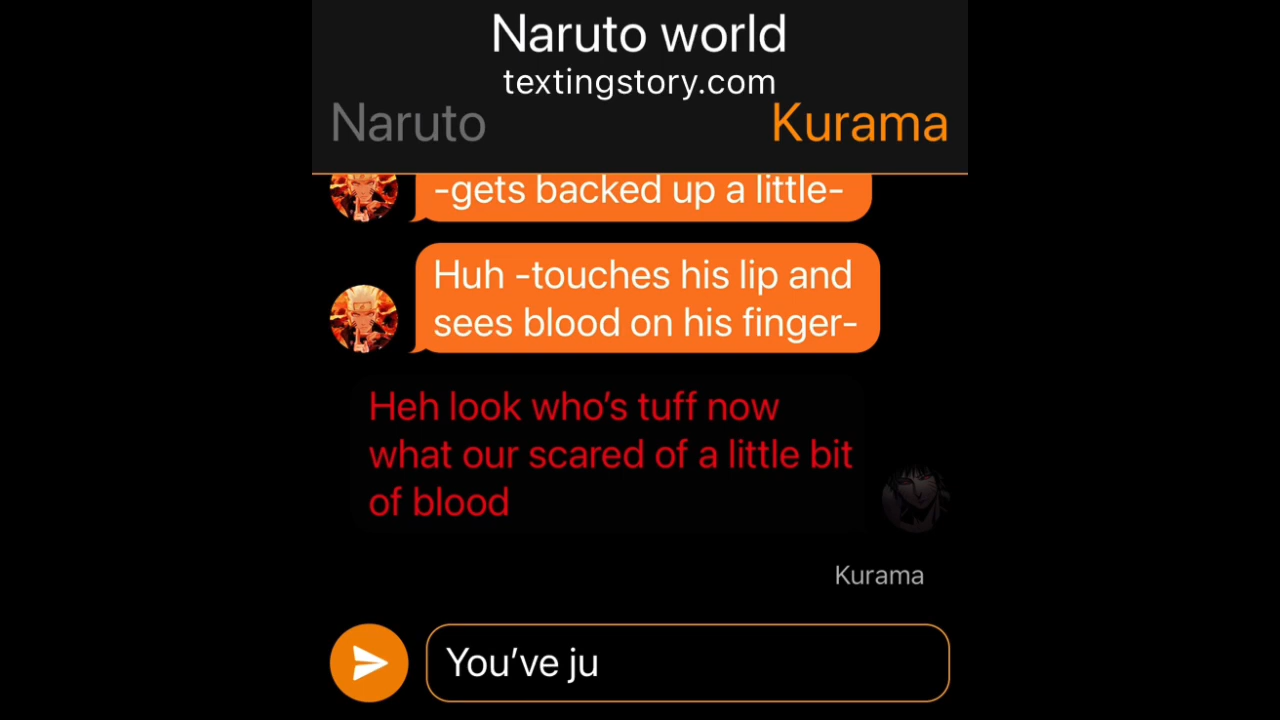 Naruto world
textingstory.com
Naruto
Kurama
-gets backed up a little-
Huh -touches his lip and
sees blood on his finger-
Heh look who’s tuff now
what our scared of a little bit
of blood
Kurama
You’ve ju